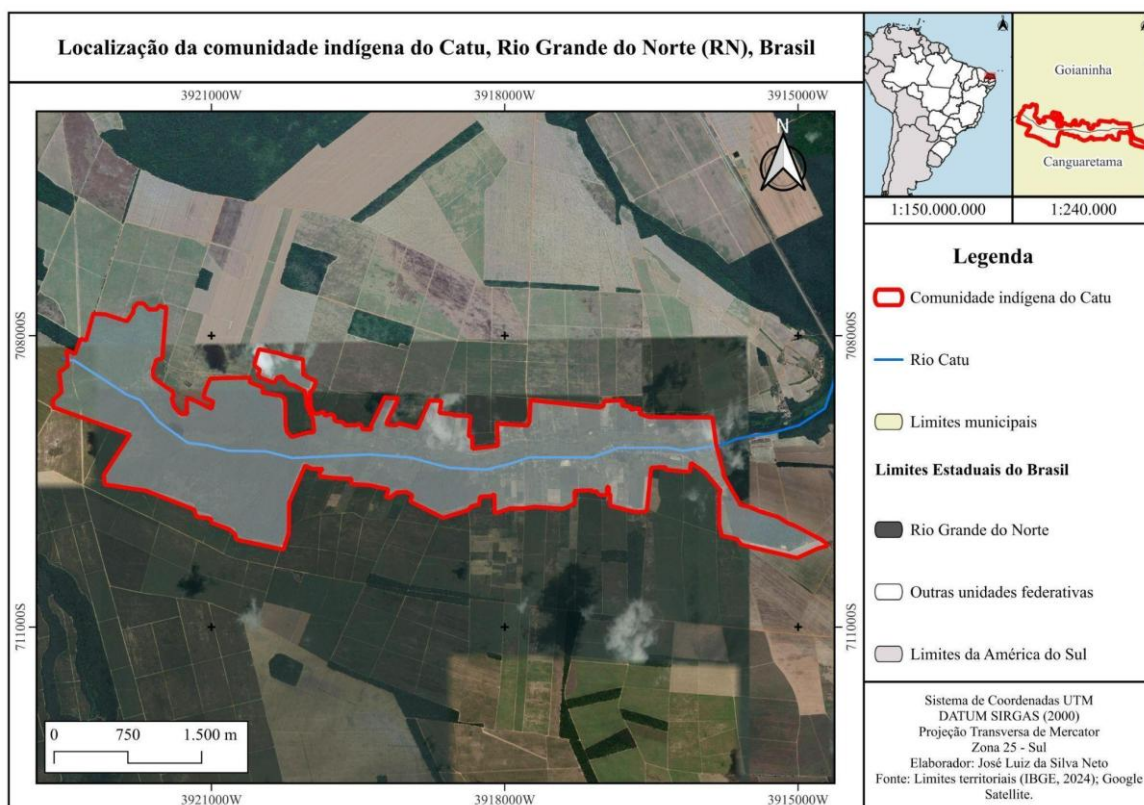 Localização da comunidade indígena do Catu, Rio Grande do Norte (RN), Brasil
3921000W
3918000W
3915000W
708000S
708000S
711000S
711000S
N
0 750 1.500 m
3921000W
3918000W
3915000W
Goianinha
Canguaretama
1:150.000.000
1:240.000
Legenda
Comunidade indígena do Catu
Rio Catu
Limites municipais
Limites Estaduais do Brasil
Rio Grande do Norte
Outras unidades federativas
Limites da América do Sul
Sistema de Coordenadas UTM
DATUM SIRGAS (2000)
Projeção Transversa de Mercator
Zona 25 - Sul
Elaborador: José Luiz da Silva Neto
Fonte: Limites territoriais (IBGE, 2024); Google
Satellite.